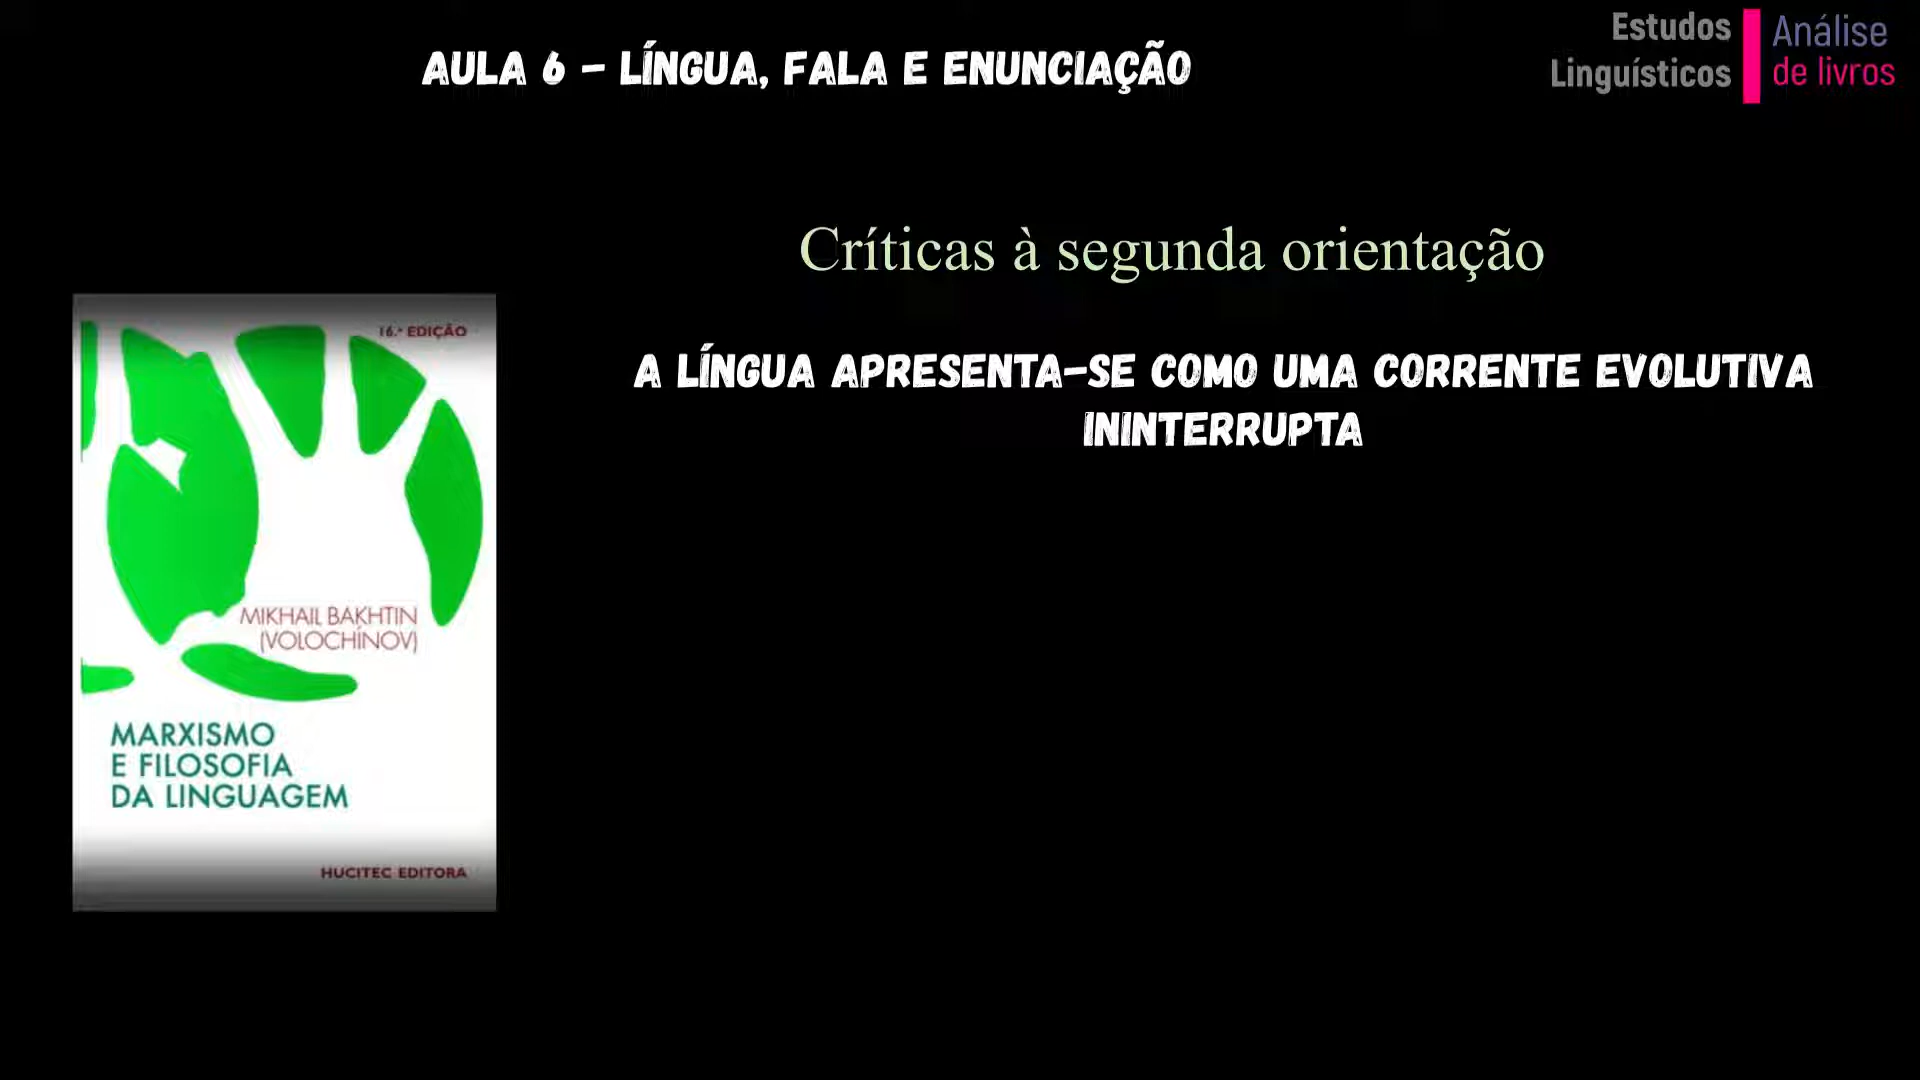 AULA 6 - LÍNGUA, FALA E ENUNCIAÇÃO
Estudos
Linguísticos
Análise
de livros
Críticas à segunda orientação
A LÍNGUA APRESENTA-SE COMO UMA CORRENTE EVOLUTIVA
ININTERRUPTA
16.ª EDIÇÃO
MIKHAIL BAKHTIN
(VOLOCHÍNOV)
MARXISMO
E FILOSOFIA
DA LINGUAGEM
HUCITEC EDITORA